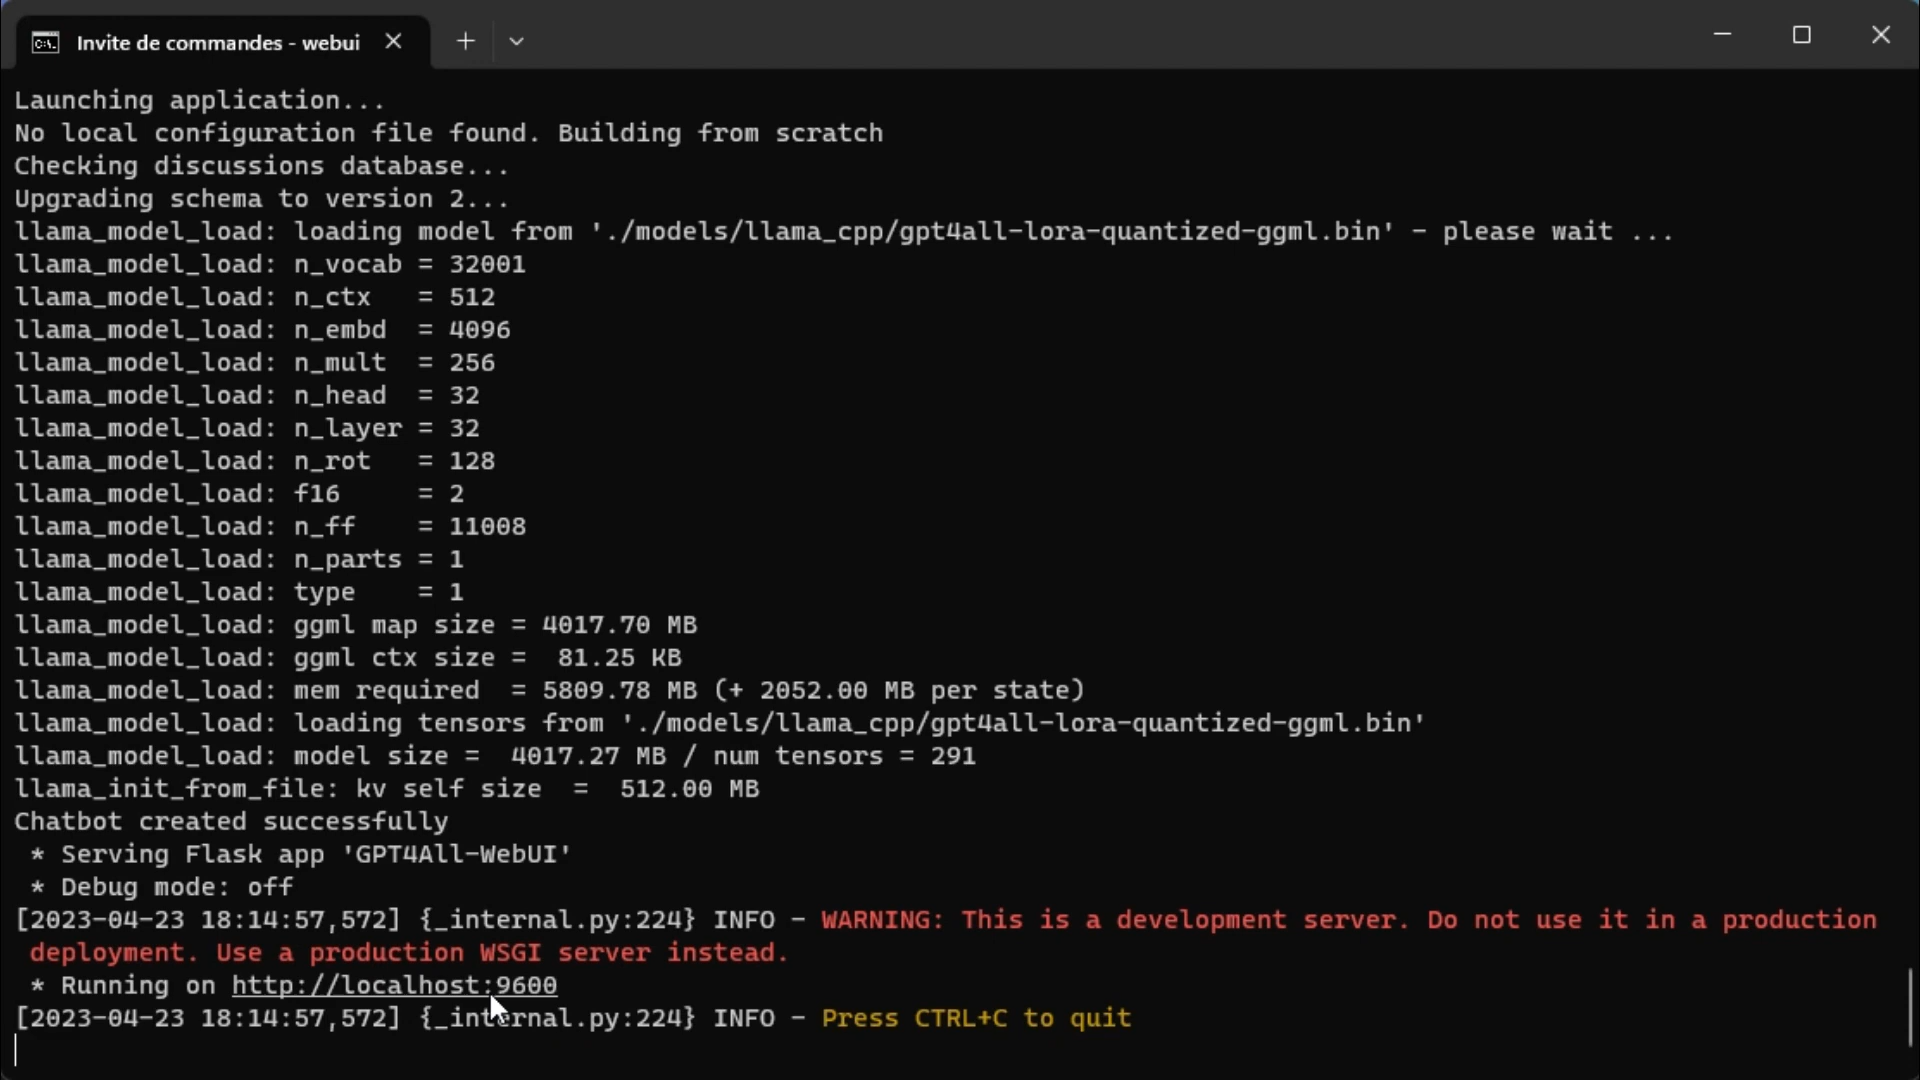 Invite de commandes - webui
Launching application...
No local configuration file found. Building from scratch
Checking discussions database...
Upgrading schema to version 2...
llama_model_load: loading model from './models/llama_cpp/gpt4all-lora-quantized-ggml.bin' - please wait ...
llama_model_load: n_vocab = 32001
llama_model_load: n_ctx   = 512
llama_model_load: n_embd  = 4096
llama_model_load: n_mult  = 256
llama_model_load: n_head  = 32
llama_model_load: n_layer = 32
llama_model_load: n_rot   = 128
llama_model_load: f16     = 2
llama_model_load: n_ff    = 11008
llama_model_load: n_parts = 1
llama_model_load: type    = 1
llama_model_load: ggml map size = 4017.70 MB
llama_model_load: ggml ctx size =  81.25 KB
llama_model_load: mem required  = 5809.78 MB (+ 2052.00 MB per state)
llama_model_load: loading tensors from './models/llama_cpp/gpt4all-lora-quantized-ggml.bin'
llama_model_load: model size =  4017.27 MB / num tensors = 291
llama_init_from_file: kv self size  =  512.00 MB
Chatbot created successfully
 * Serving Flask app 'GPT4All-WebUI'
 * Debug mode: off
[2023-04-23 18:14:57,572] {_internal.py:224} INFO - WARNING: This is a development server. Do not use it in a production
 deployment. Use a production WSGI server instead.
 * Running on http://localhost:9600
[2023-04-23 18:14:57,572] {_internal.py:224} INFO - Press CTRL+C to quit